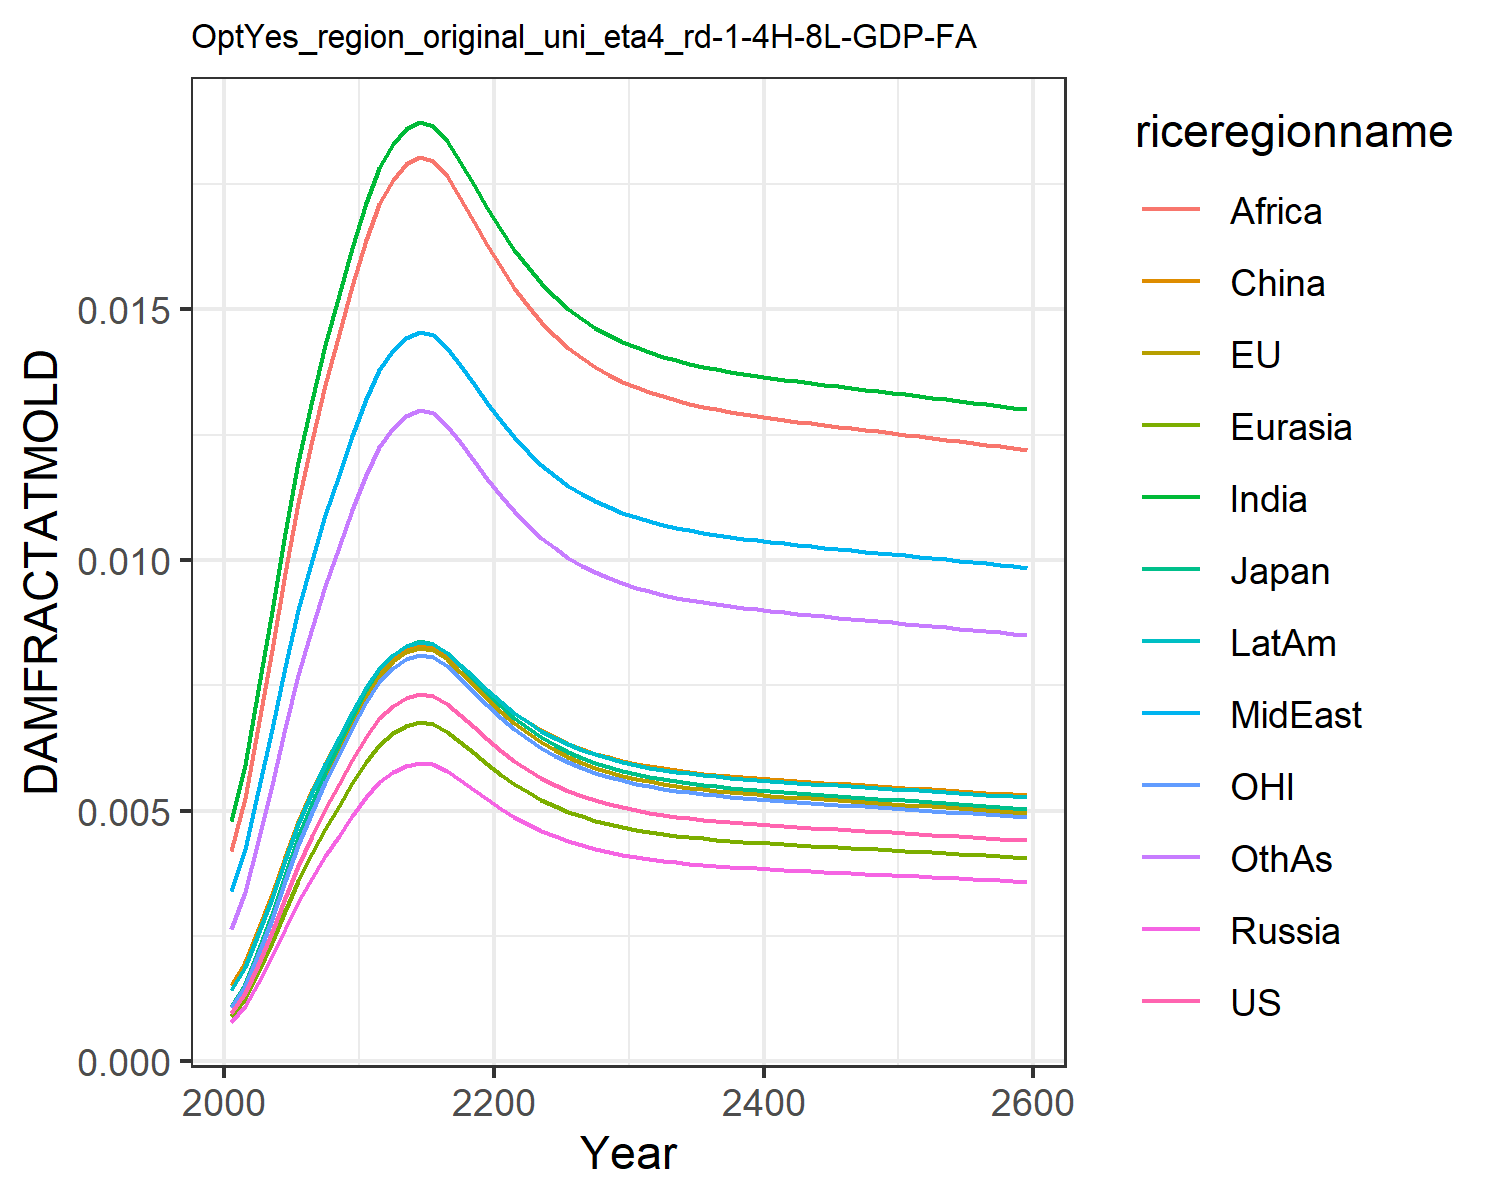 OptYes_region_original_uni_eta4_rd-1-4H-8L-GDP-FA
DAMFRACTATMOLD
0.015
0.010
0.005
0.000
2000 2200 2400 2600
Year
riceregionname
Africa
China
EU
Eurasia
India
Japan
LatAm
MidEast
OHI
OthAs
Russia
US